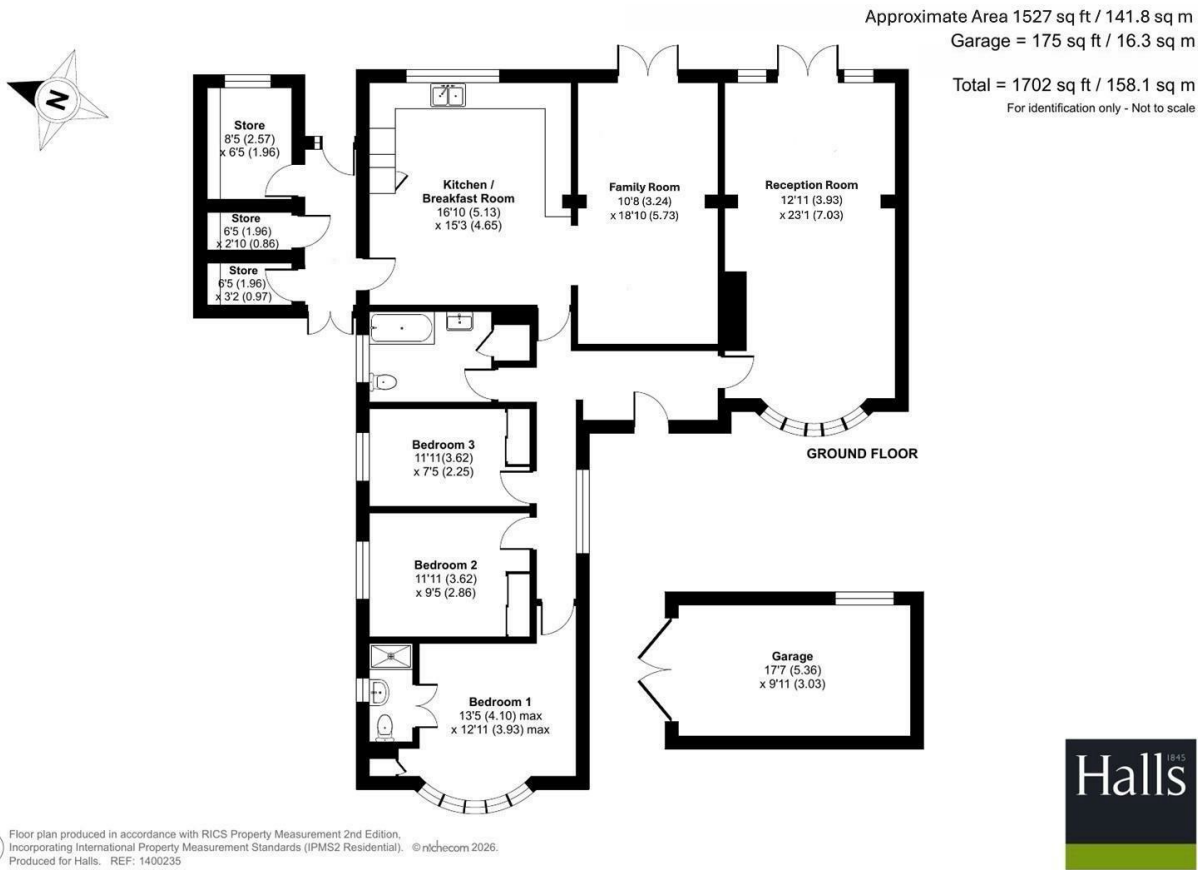 Approximate Area 1527 sq ft / 141.8 sq m
Garage = 175 sq ft / 16.3 sq m
Total = 1702 sq ft / 158.1 sq m
For identification only - Not to scale
N
Store
8'5 (2.57)
x 6'5 (1.96)
Store
6'5 (1.96)
x 2'10 (0.86)
Store
6'5 (1.96)
x 3'2 (0.97)
Kitchen /
Breakfast Room
16'10 (5.13)
x 15'3 (4.65)
Family Room
10'8 (3.24)
x 18'10 (5.73)
Reception Room
12'11 (3.93)
x 23'1 (7.03)
GROUND FLOOR
Bedroom 3
11'11(3.62)
x 7'5 (2.25)
Bedroom 2
11'11 (3.62)
x 9'5 (2.86)
Bedroom 1
13'5 (4.10) max
x 12'11 (3.93) max
Garage
17'7 (5.36)
x 9'11 (3.03)
Halls
1845
Floor plan produced in accordance with RICS Property Measurement 2nd Edition,
Incorporating International Property Measurement Standards (IPMS2 Residential). © nichecom 2026.
Produced for Halls. REF: 1400235